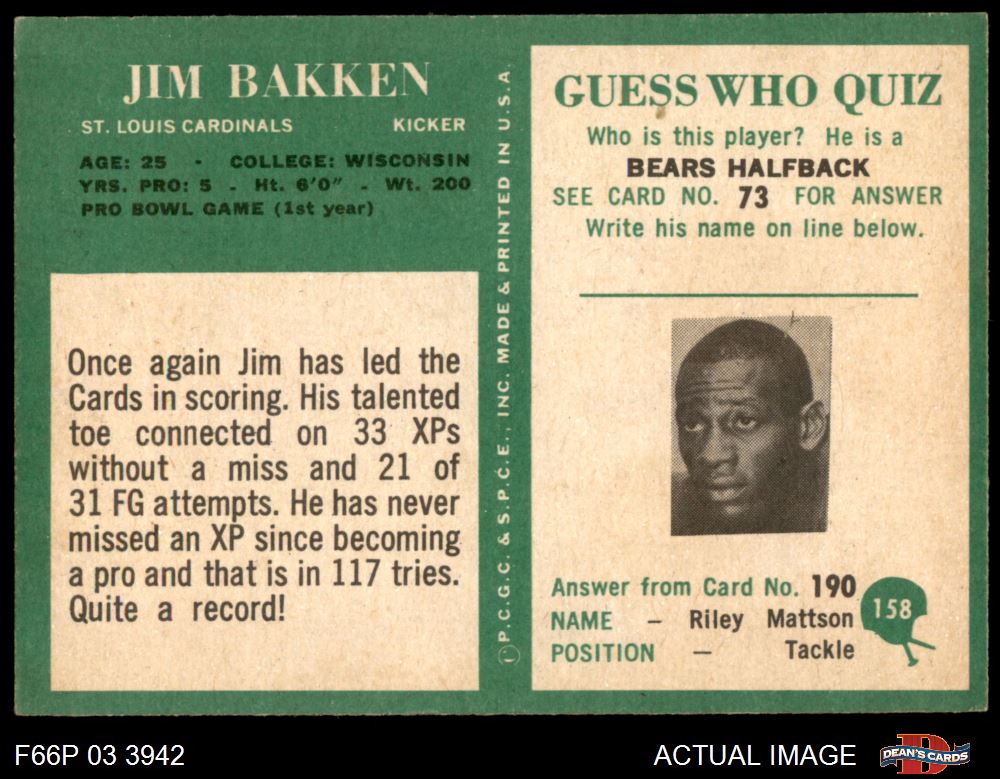 JIM BAKKEN
ST. LOUIS CARDINALS KICKER
AGE: 25 - COLLEGE: WISCONSIN
YRS. PRO: 5 - Ht. 6'0" - Wt. 200
PRO BOWL GAME (1st year)
Once again Jim has led the
Cards in scoring. His talented
toe connected on 33 XPs
without a miss and 21 of
31 FG attempts. He has never
missed an XP since becoming
a pro and that is in 117 tries.
Quite a record!
©P.C.G.C. & S.P.C.E., INC. MADE & PRINTED IN U.S.A.
GUESS WHO QUIZ
Who is this player? He is a
BEARS HALFBACK
SEE CARD NO. 73 FOR ANSWER
Write his name on line below.
Answer from Card No. 190
NAME – Riley Mattson
POSITION – Tackle
158
F66P 03 3942
ACTUAL IMAGE
D
DEAN'S CARDS